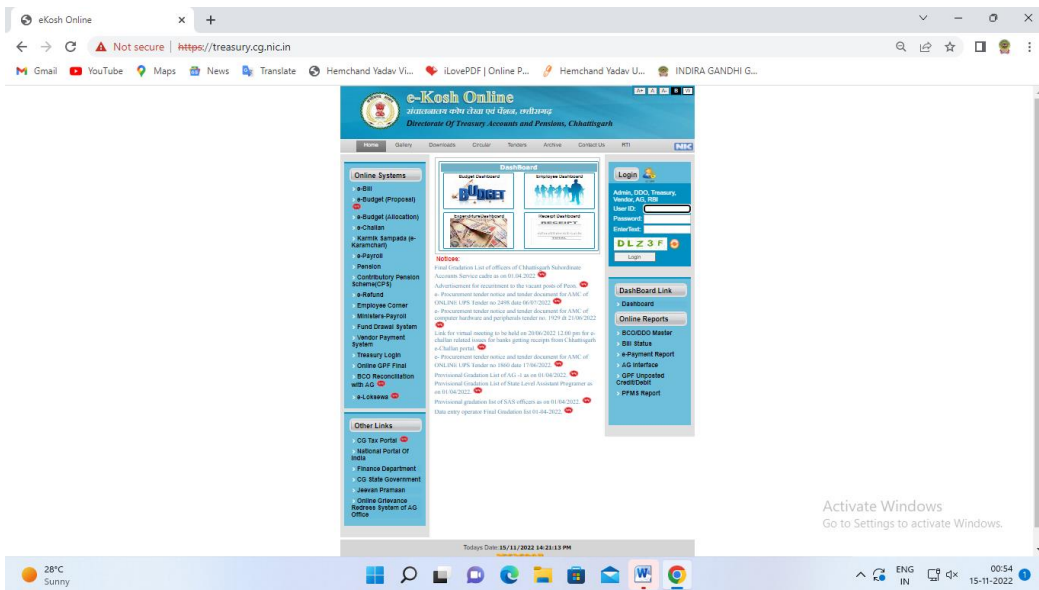 eKosh Online
Not secure | https://treasury.cg.nic.in
Gmail YouTube Maps News Translate Hemchand Yadav Vi... iLovePDF | Online P... Hemchand Yadav U... INDIRA GANDHI G...
e-Kosh Online
संचालनालय कोष लेखा एवं पेंशन, छत्तीसगढ़
Directorate Of Treasury Accounts and Pensions, Chhattisgarh
A+ A A-
Home Gallery Downloads Circular Tenders Archive Contact Us RTI NIC
Online Systems
e-Bill
e-Budget (Proposal)
e-Budget (Allocation)
e-Challan
Karmik Sampada (e-
Karamchari)
e-Payroll
Pension
Contributory Pension
Scheme(CPS)
e-Refund
Employee Corner
Ministers-Payroll
Fund Drawal System
Vendor Payment
System
Treasury Login
Online GPF Final
BCO Reconciliation
with AG
e-Loksewa
Other Links
CG Tax Portal
National Portal Of
India
Finance Department
CG State Government
Jeevan Pramaan
Online Grievance
Redress System of AG
Office
DashBoard
Budget Dashboard Employee Dashboard
BUDGET
ExpenditureDashboard Receipt Dashboard
RECEIPT
Notices:
Final Gradation List of officers of Chhattisgarh Subordinate
Accounts Service cadre as on 01.04.2022
Advertisement for recruitment to the vacant posts of Peon.
e- Procurement tender notice and tender document for AMC of
ONLINE UPS Tender no 2498 date 06/07/2022
e- Procurement tender notice and tender document for AMC of
computer hardware and peripherals tender no. 1929 dt 21/06/2022
Link for virtual meeting to be held on 20/06/2022 12:00 pm for e-
challan related issues for banks getting receipts from Chhattisgarh
e-Challan portal.
e- Procurement tender notice and tender document for AMC of
ONLINE UPS Tender no 1860 date 17/06/2022.
Provisional Gradation List of AG -1 as on 01/04/2022.
Provisional Gradation List of State Level Assistant Programer as
on 01/04/2022.
Provisional gradation list of SAS officers as on 01/04/2022.
Data entry operator Final Gradation list 01-04-2022.
Login
Admin, DDO, Treasury,
Vendor, AG, RBI
User ID:
Password:
EnterText:
DLZ3F
Login
DashBoard Link
Dashboard
Online Reports
BCO/DDO Master
Bill Status
e-Payment Report
AG Interface
GPF Unposted
Credit/Debit
PFMS Report
Todays Date:15/11/2022 14:21:13 PM
Activate Windows
Go to Settings to activate Windows.
28°C
Sunny
ENG
IN
00:54
15-11-2022
1